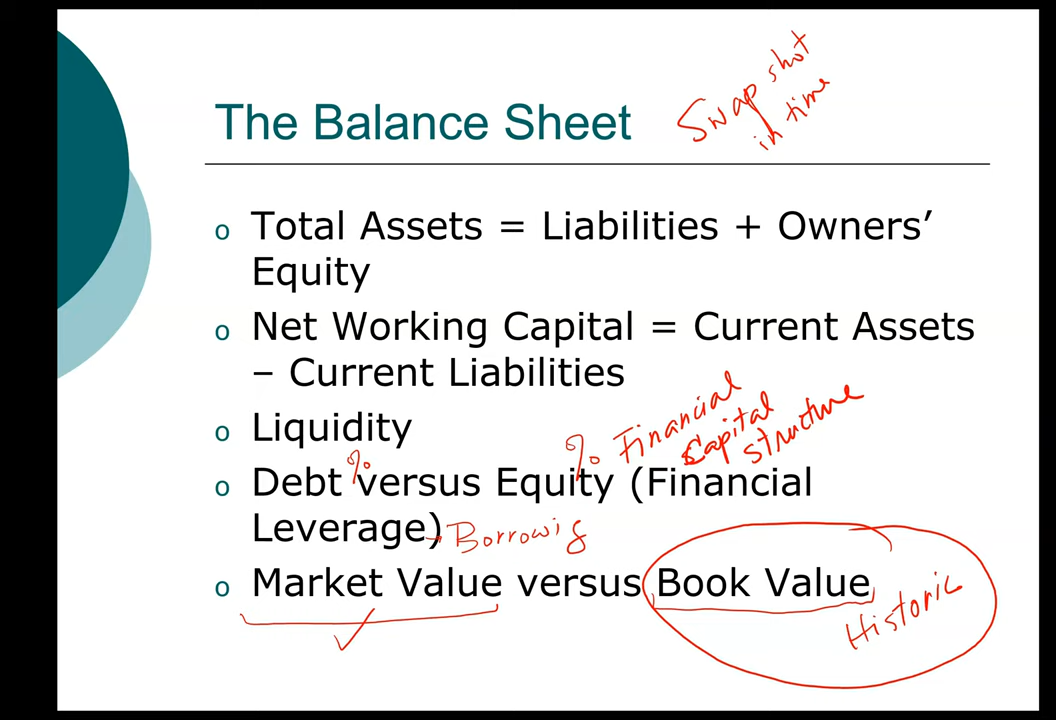 The Balance Sheet
Snap shot
in time
o Total Assets = Liabilities + Owners’
Equity
o Net Working Capital = Current Assets
– Current Liabilities
o Liquidity
% Financial
Capital
structure
%
o Debt versus Equity (Financial
Leverage)
→ Borrowig
o Market Value versus Book Value
Historic